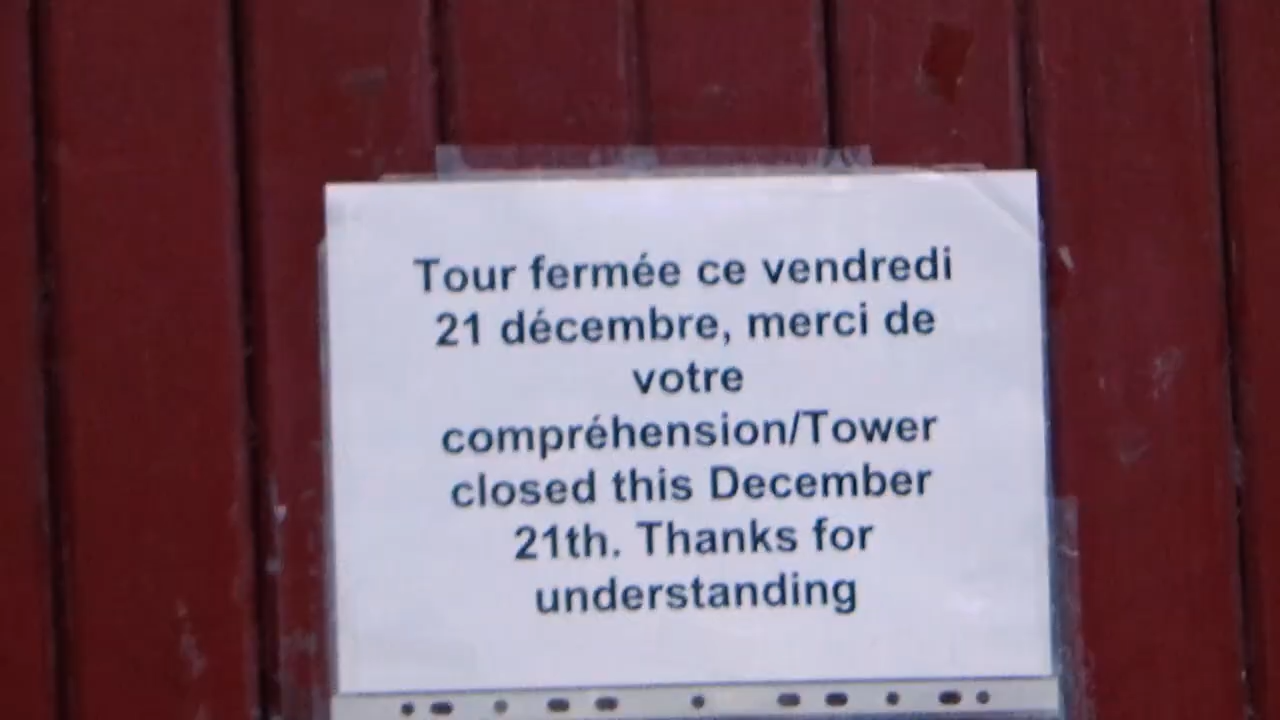 Tour fermée ce vendredi
21 décembre, merci de
votre
compréhension/Tower
closed this December
21th. Thanks for
understanding